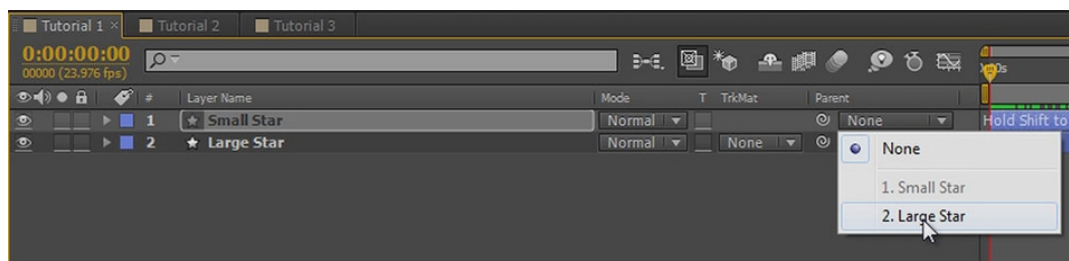 Tutorial 1 × Tutorial 2 Tutorial 3
0:00:00:00
00000 (23.976 fps)
# Layer Name Mode T TrkMat Parent
1 Small Star Normal None Hold Shift to
2 Large Star Normal None
None
1. Small Star
2. Large Star